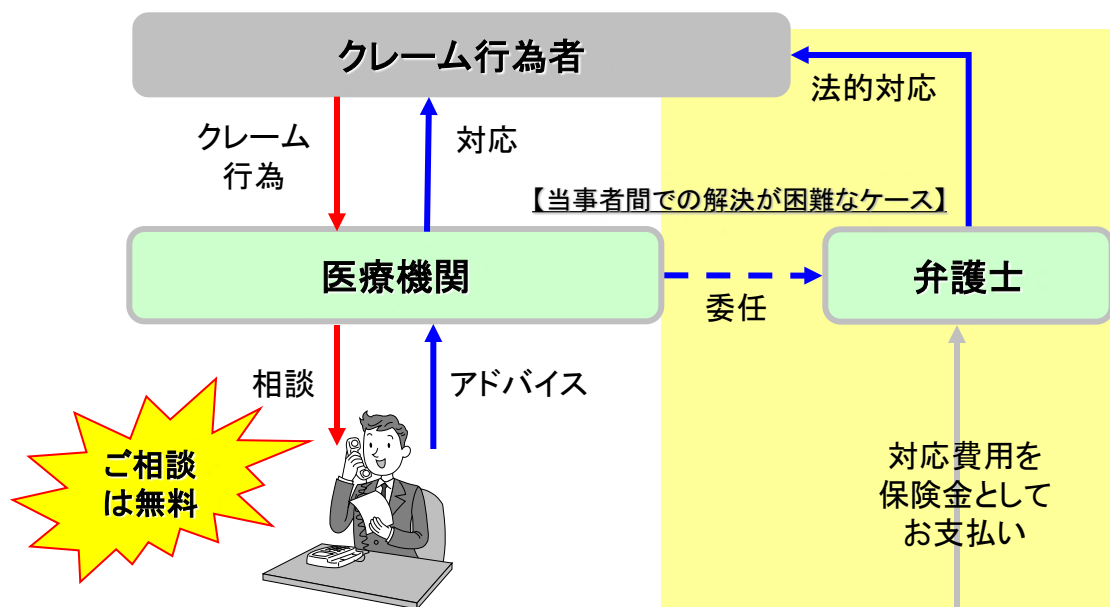 クレーム行為者
法的対応
クレーム
行為
対応
【当事者間での解決が困難なケース】
医療機関
委任
弁護士
相談
アドバイス
ご相談
は無料
対応費用を
保険金として
お支払い